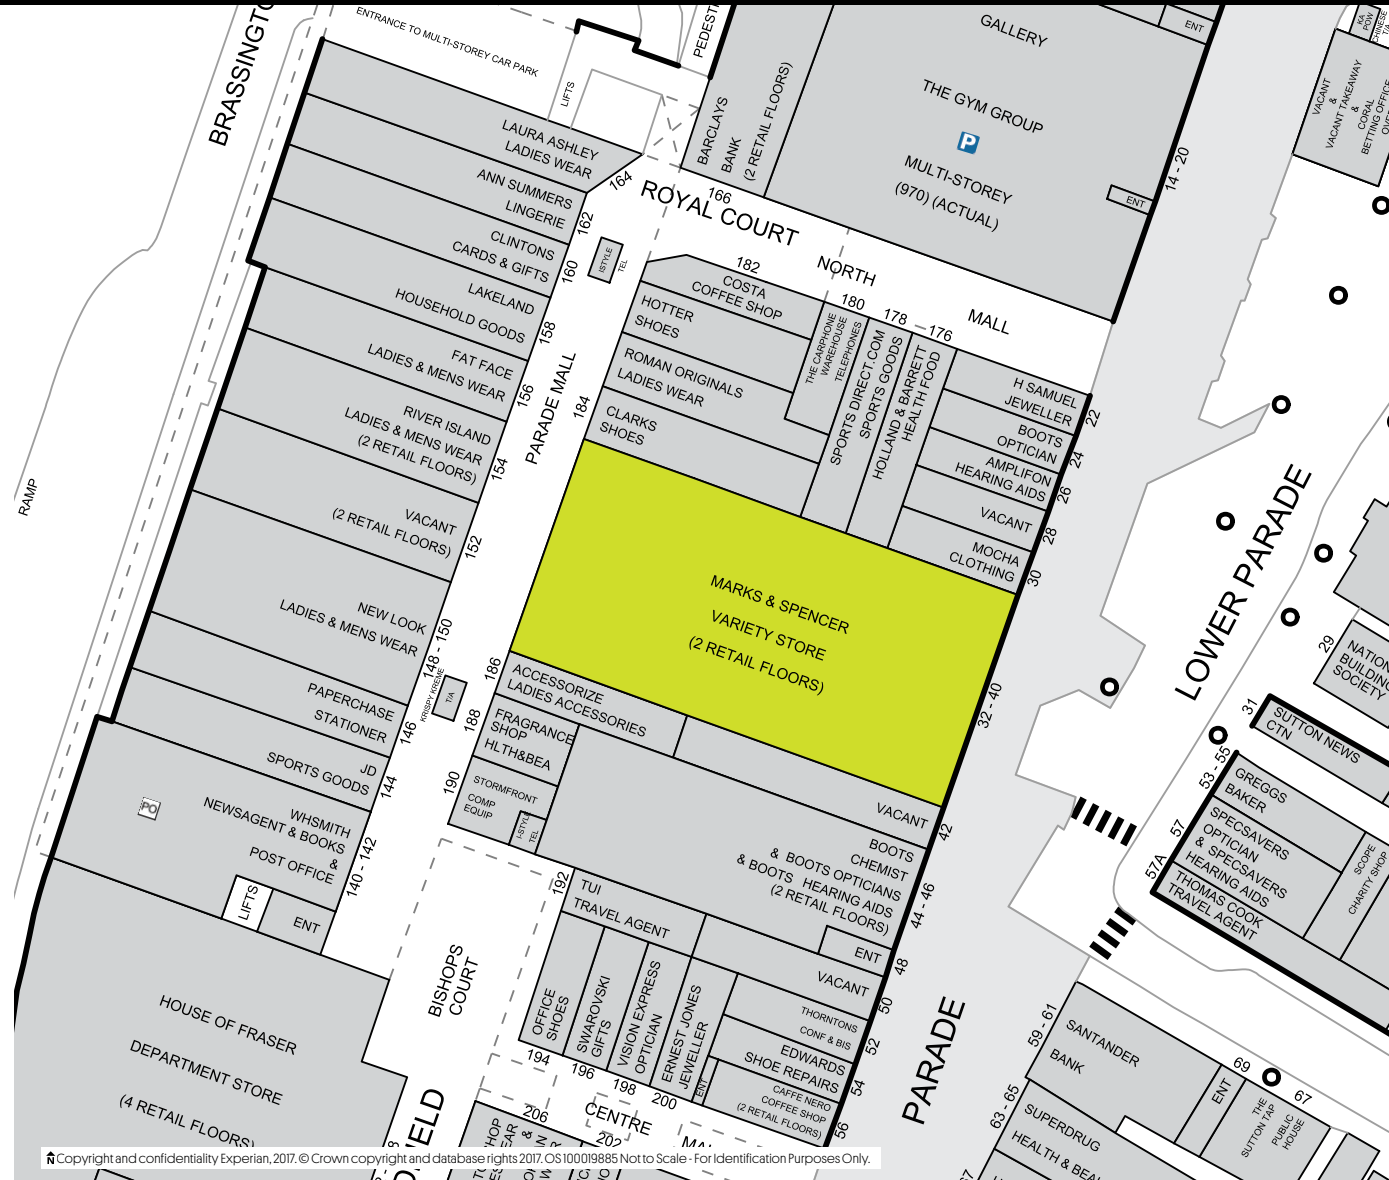 BRASSINGTO
ENTRANCE TO MULTI-STOREY CAR PARK
LIFTS
PEDEST
BARCLAYS
BANK
(2 RETAIL FLOORS)
GALLERY
THE GYM GROUP
P
MULTI-STOREY
(970) (ACTUAL)
ENT
ENT
14 - 20
KA
POW
CHINESE
T/A
VACANT
&
VACANT TAKEAWAY
&
CORAL
BETTING OFFICE
LAURA ASHLEY
LADIES WEAR
164
166
ROYAL COURT
ANN SUMMERS
LINGERIE
162
CLINTONS
CARDS & GIFTS
160
ISTYLE
TEL
LAKELAND
HOUSEHOLD GOODS
158
FAT FACE
LADIES & MENS WEAR
156
RIVER ISLAND
LADIES & MENS WEAR
(2 RETAIL FLOORS)
154
VACANT
(2 RETAIL FLOORS)
152
NEW LOOK
LADIES & MENS WEAR
148 - 150
KRISPY KREME
T/A
PAPERCHASE
STATIONER
146
JD
SPORTS GOODS
144
PO
WHSMITH
NEWSAGENT & BOOKS
&
POST OFFICE
140 - 142
LIFTS
ENT
RAMP
PARADE MALL
NORTH
MALL
182
COSTA
COFFEE SHOP
HOTTER
SHOES
ROMAN ORIGINALS
LADIES WEAR
184
CLARKS
SHOES
180
THE CARPHONE
WAREHOUSE
TELEPHONES
178
SPORTS DIRECT.COM
SPORTS GOODS
176
HOLLAND & BARRETT
HEALTH FOOD
H SAMUEL
JEWELLER
22
BOOTS
OPTICIAN
24
AMPLIFON
HEARING AIDS
26
VACANT
28
MOCHA
CLOTHING
30
MARKS & SPENCER
VARIETY STORE
(2 RETAIL FLOORS)
32 - 40
186
ACCESSORIZE
LADIES ACCESSORIES
188
FRAGRANCE
SHOP
HLTH&BEA
190
STORMFRONT
COMP
EQUIP
I-STYLE
TEL
VACANT
42
BOOTS
CHEMIST
& BOOTS OPTICIANS
& BOOTS HEARING AIDS
(2 RETAIL FLOORS)
44 - 46
ENT
48
192
TUI
TRAVEL AGENT
VACANT
50
OFFICE
SHOES
SWAROVSKI
GIFTS
VISION EXPRESS
OPTICIAN
ERNEST JONES
JEWELLER
ENT
THORNTONS
CONF & BIS
52
EDWARDS
SHOE REPAIRS
54
CAFFE NERO
COFFEE SHOP
(2 RETAIL FLOORS)
56
194
196
198
200
206
202
CENTRE
MA
BISHOPS
COURT
HOUSE OF FRASER
DEPARTMENT STORE
(4 RETAIL FLOORS)
IELD
PARADE
LOWER PARADE
29
NATION
BUILDING
SOCIETY
31
SUTTON NEWS
CTN
53 - 55
GREGGS
BAKER
57
SPECSAVERS
OPTICIAN
& SPECSAVERS
HEARING AIDS
57A
THOMAS COOK
TRAVEL AGENT
SCOPE
CHARITY SHOP
59 - 61
SANTANDER
BANK
63 - 65
SUPERDRUG
HEALTH & BEAU
69
67
ENT
THE
SUTTON TAP
PUBLIC
HOUSE
N Copyright and confidentiality Experian, 2017. © Crown copyright and database rights 2017. OS 100019885 Not to Scale - For Identification Purposes Only.